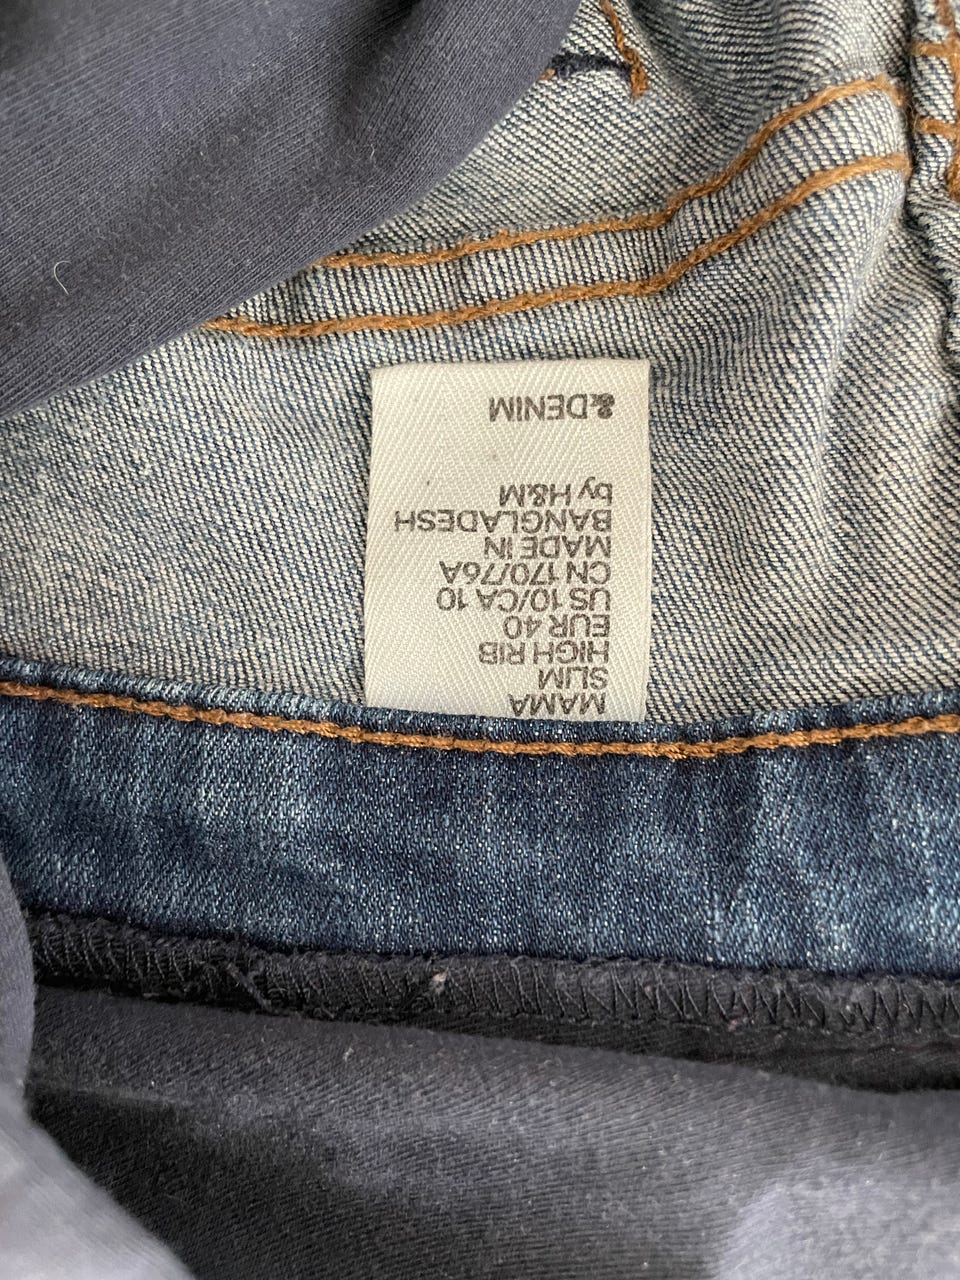 MAMA
SLIM
HIGH RIB
EUR 40
US 10/CA 10
CN 170/76A
MADE IN
BANGLADESH
by H&M
&DENIM